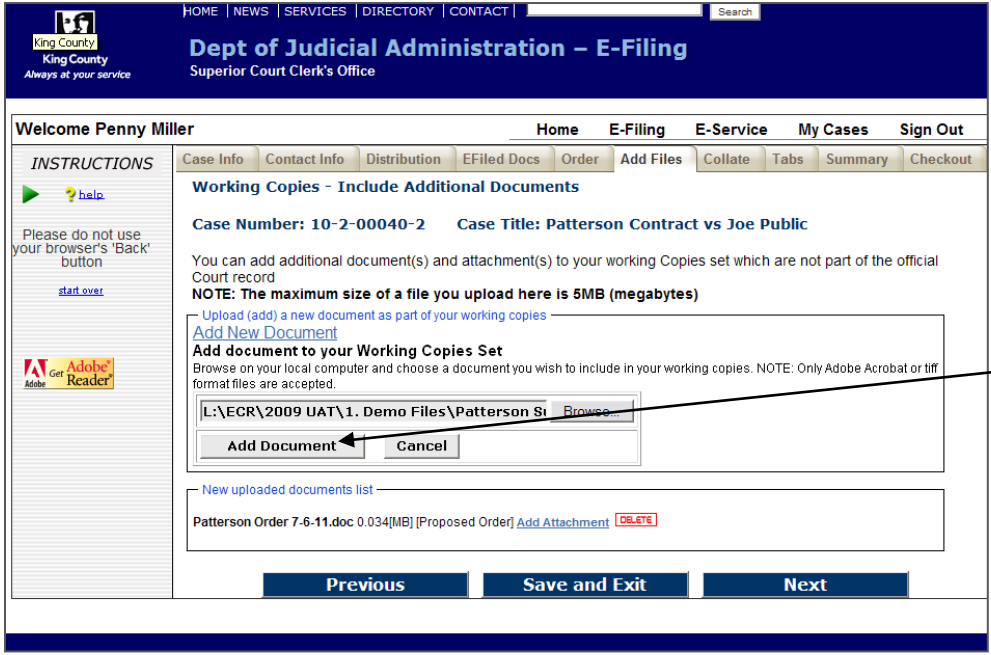 HOME | NEWS | SERVICES | DIRECTORY | CONTACT | Search
King County
King County
Always at your service
Dept of Judicial Administration – E-Filing
Superior Court Clerk's Office
Welcome Penny Miller
Home E-Filing E-Service My Cases Sign Out
INSTRUCTIONS
help
Please do not use
your browser's 'Back'
button
start over
Get Adobe® Reader®
Adobe
Case Info Contact Info Distribution EFiled Docs Order Add Files Collate Tabs Summary Checkout
Working Copies - Include Additional Documents
Case Number: 10-2-00040-2 Case Title: Patterson Contract vs Joe Public
You can add additional document(s) and attachment(s) to your working Copies set which are not part of the official
Court record
NOTE: The maximum size of a file you upload here is 5MB (megabytes)
Upload (add) a new document as part of your working copies
Add New Document
Add document to your Working Copies Set
Browse on your local computer and choose a document you wish to include in your working copies. NOTE: Only Adobe Acrobat or tiff
format files are accepted.
L:\ECR\2009 UAT\1. Demo Files\Patterson Browse...
Add Document Cancel
New uploaded documents list
Patterson Order 7-6-11.doc 0.034[MB] [Proposed Order] Add Attachment DELETE
Previous Save and Exit Next